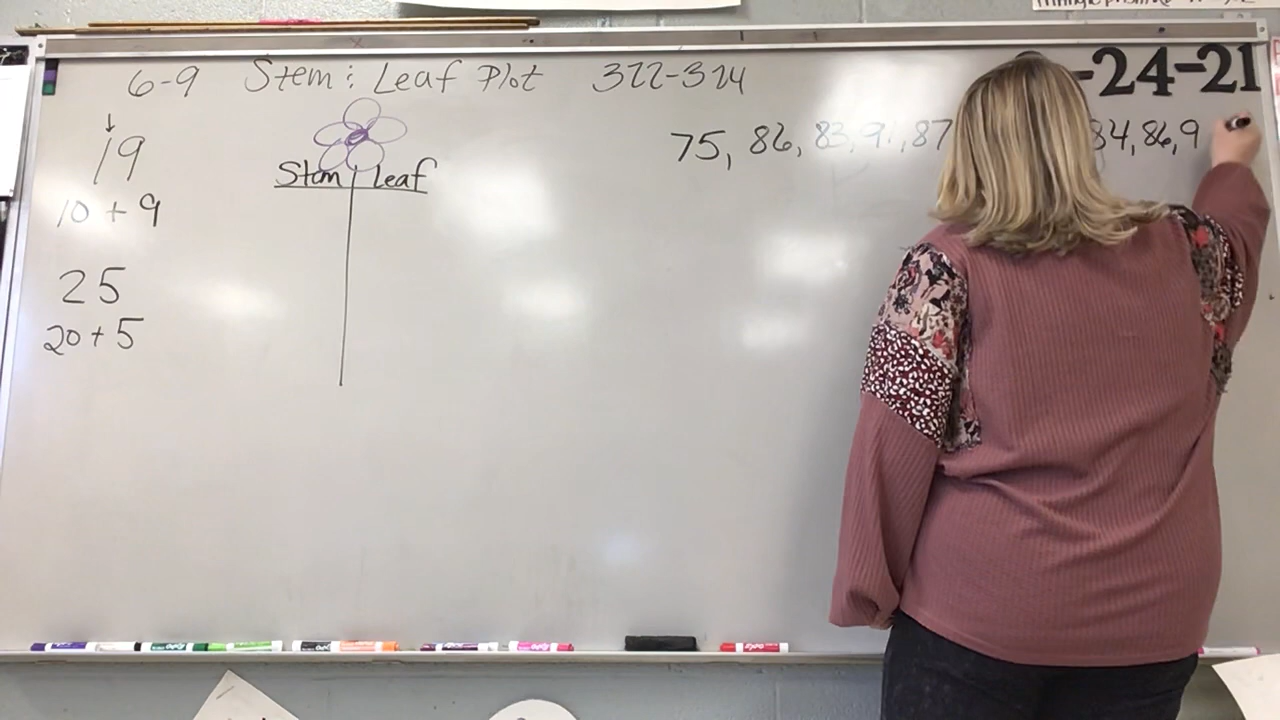 -24-21
6-9 Stem : Leaf Plot 322-324
75, 86, 83, 91, 87 84, 86, 9
19
10 + 9
Stem Leaf
25
20 + 5
EXPO